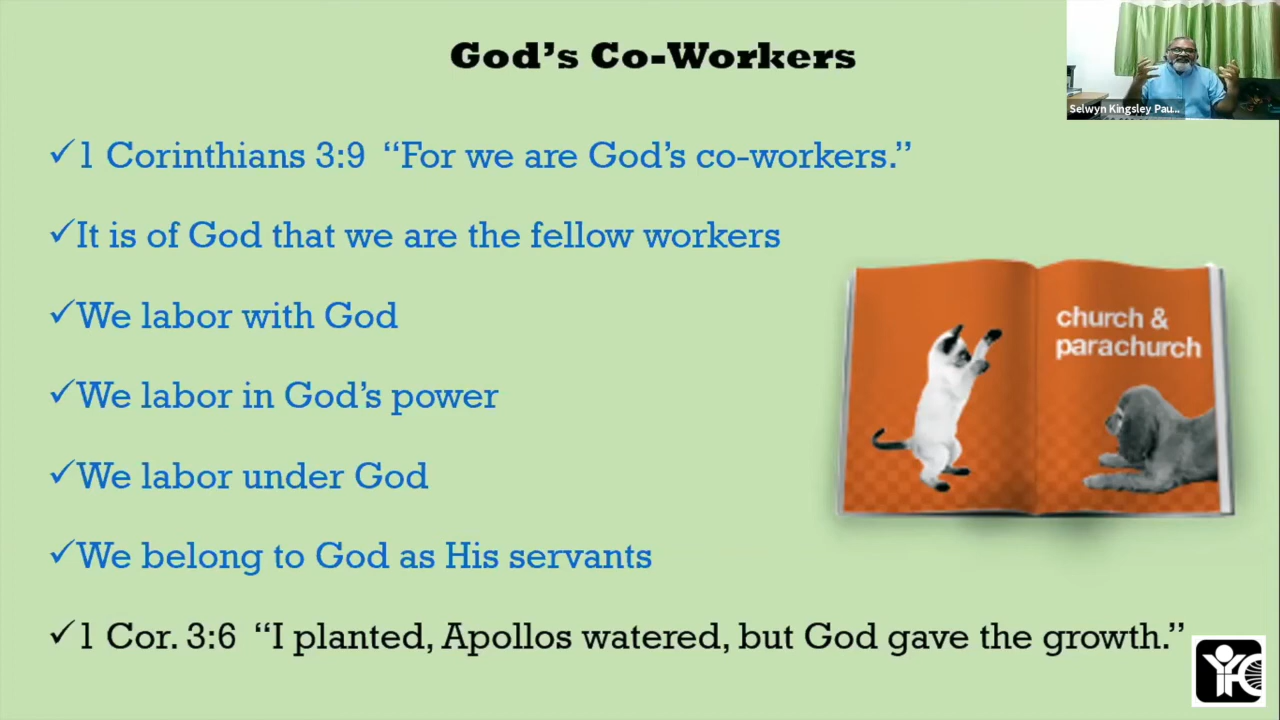 God’s Co-Workers
Selwyn Kingsley Pau...
✓1 Corinthians 3:9 “For we are God’s co-workers.”
✓It is of God that we are the fellow workers
✓We labor with God
✓We labor in God’s power
✓We labor under God
✓We belong to God as His servants
✓1 Cor. 3:6 “I planted, Apollos watered, but God gave the growth.”
church &
parachurch
YFC